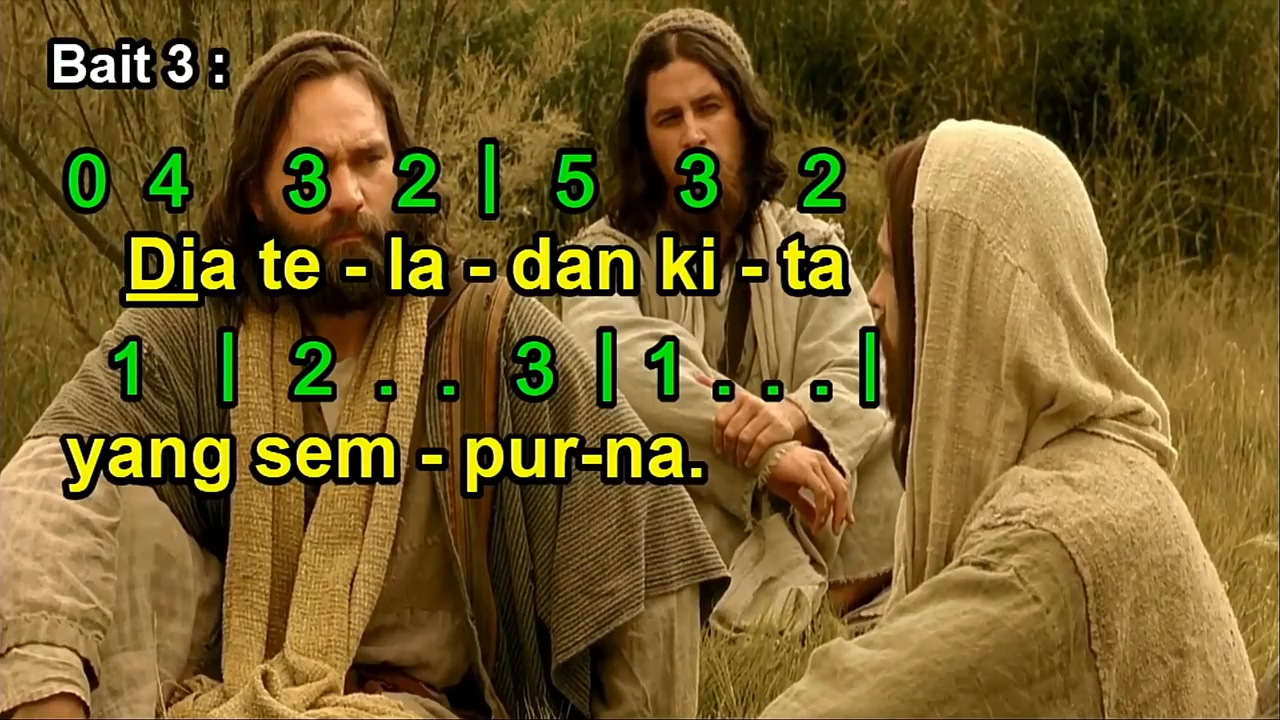 Bait 3 :
0 4 3 2 | 5 3 2
Dia te - la - dan ki - ta
1 | 2 . . 3 | 1 . . . |
yang sem - pur-na.